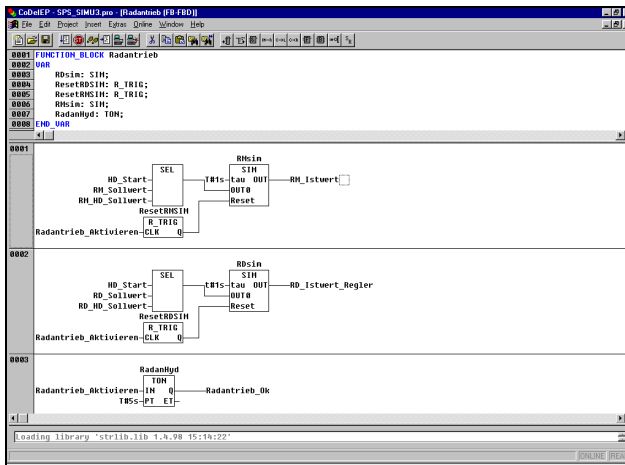 CoDeIEP - SPS_SIMU3.pro - [Radantrieb [FB-FBD]]
File Edit Project Insert Extras Online Window Help
0001 FUNCTION_BLOCK Radantrieb
0002 VAR
0003 RDsim: SIM;
0004 ResetRDSIM: R_TRIG;
0005 ResetRMSIM: R_TRIG;
0006 RMsim: SIM;
0007 RadanHyd: TON;
0008 END_VAR
0001
RMsim
SEL SIM
HD_Start T#1s tau OUT RM_Istwert
RM_Sollwert OUT0
RM_HD_Sollwert Reset
ResetRMSIM
R_TRIG
Radantrieb_Aktivieren CLK Q
0002
RDsim
SEL SIM
HD_Start t#1s tau OUT RD_Istwert_Regler
RD_Sollwert OUT0
RD_HD_Sollwert Reset
ResetRDSIM
R_TRIG
Radantrieb_Aktivieren CLK Q
0003
RadanHyd
TON
Radantrieb_Aktivieren IN Q Radantrieb_Ok
T#5s PT ET
Loading library 'strlib.lib 1.4.98 15:14:22'
ONLINE